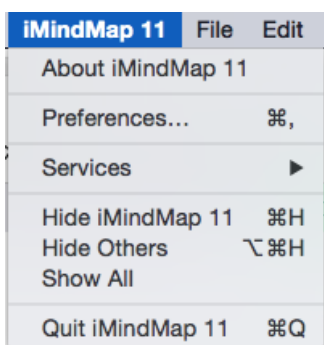 iMindMap 11 File Edit
About iMindMap 11
Preferences... ⌘,
Services ▶
Hide iMindMap 11 ⌘H
Hide Others ⌥⌘H
Show All
Quit iMindMap 11 ⌘Q